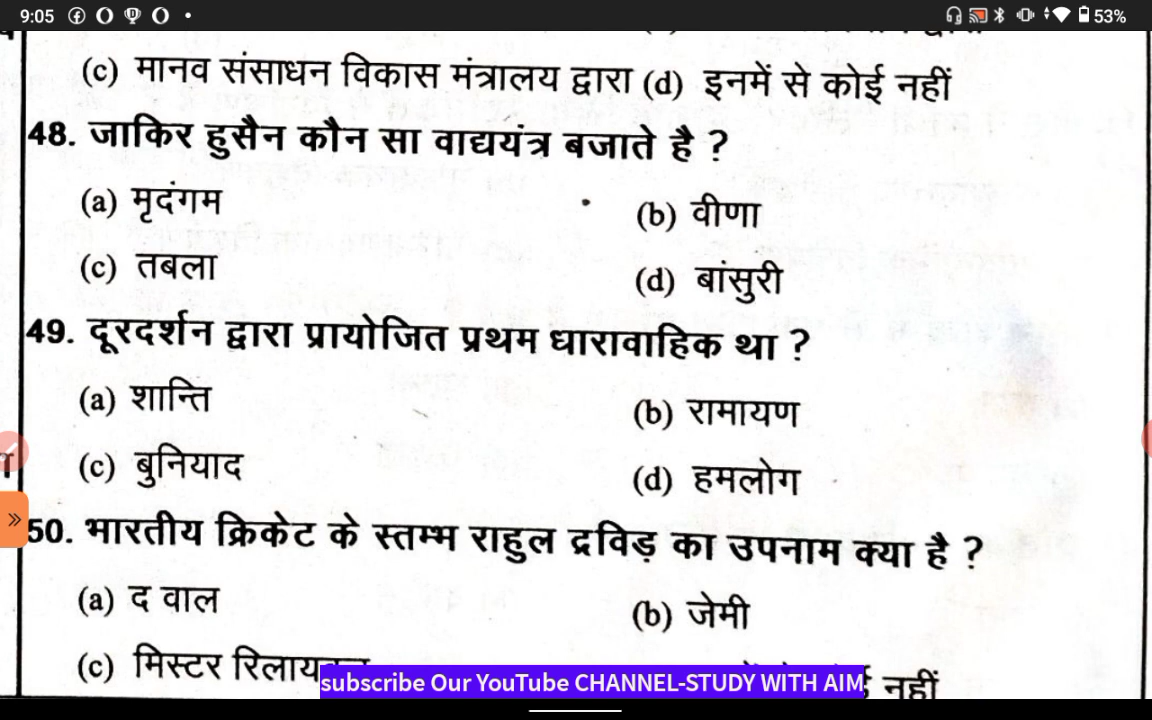 9:05 53%
(c) मानव संसाधन विकास मंत्रालय द्वारा (d) इनमें से कोई नहीं
48. जाकिर हुसैन कौन सा वाद्ययंत्र बजाते है ?
(a) मृदंगम (b) वीणा
(c) तबला (d) बांसुरी
49. दूरदर्शन द्वारा प्रायोजित प्रथम धारावाहिक था ?
(a) शान्ति (b) रामायण
(c) बुनियाद (d) हमलोग
50. भारतीय क्रिकेट के स्तम्भ राहुल द्रविड़ का उपनाम क्या है ?
(a) द वाल (b) जेमी
(c) मिस्टर नहीं
subscribe Our YouTube CHANNEL-STUDY WITH AIM